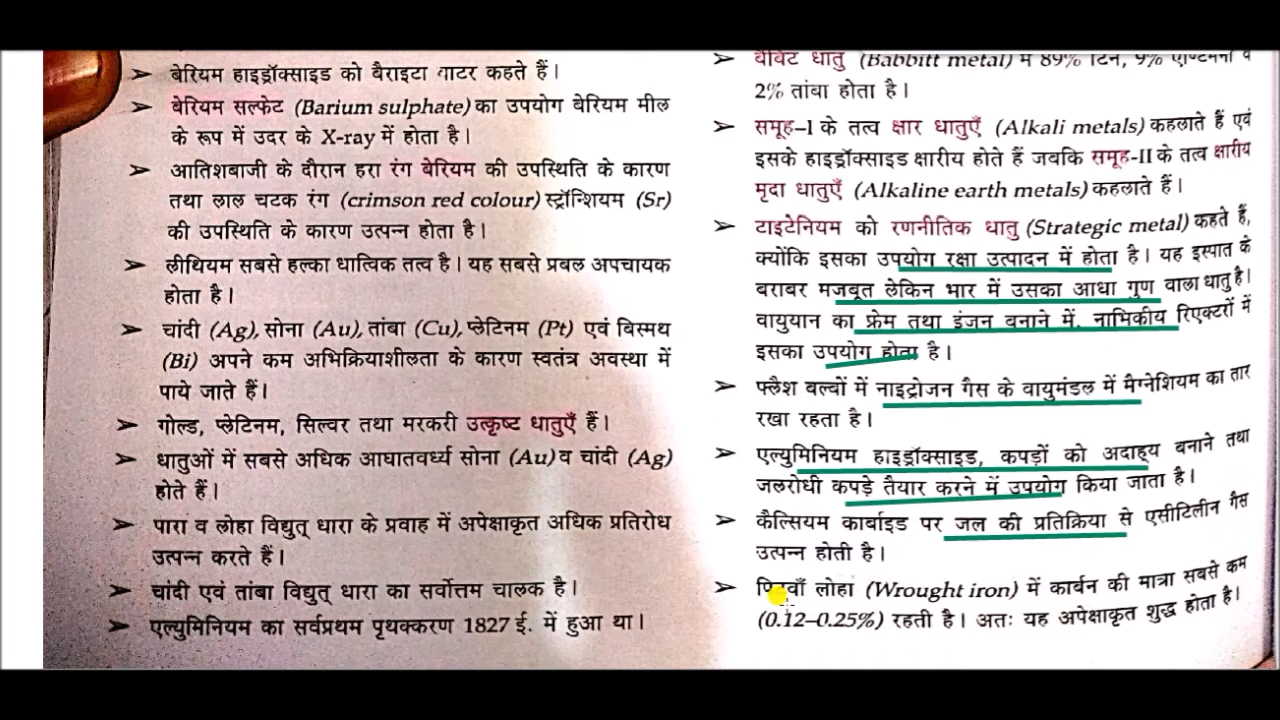 ➢ बेरियम हाइड्रॉक्साइड को बैराइटा वाटर कहते हैं।
➢ बेरियम सल्फेट (Barium sulphate) का उपयोग बेरियम मील
के रूप में उदर के X-ray में होता है।
➢ आतिशबाजी के दौरान हरा रंग बेरियम की उपस्थिति के कारण
तथा लाल चटक रंग (crimson red colour) स्ट्रॉन्शियम (Sr)
की उपस्थिति के कारण उत्पन्न होता है।
➢ लीथियम सबसे हल्का धात्विक तत्व है। यह सबसे प्रबल अपचायक
होता है।
➢ चांदी (Ag), सोना (Au), तांबा (Cu), प्लेटिनम (Pt) एवं बिस्मथ
(Bi) अपने कम अभिक्रियाशीलता के कारण स्वतंत्र अवस्था में
पाये जाते हैं।
➢ गोल्ड, प्लेटिनम, सिल्वर तथा मरकरी उत्कृष्ट धातुएँ हैं।
➢ धातुओं में सबसे अधिक आघातवर्ध्य सोना (Au) व चांदी (Ag)
होते हैं।
➢ पारा व लोहा विद्युत् धारा के प्रवाह में अपेक्षाकृत अधिक प्रतिरोध
उत्पन्न करते हैं।
➢ चांदी एवं तांबा विद्युत् धारा का सर्वोत्तम चालक है।
➢ एल्युमिनियम का सर्वप्रथम पृथक्करण 1827 ई. में हुआ था।
➢ बैबिट धातु (Babbitt metal) में 89% टिन, 9% एण्टिमनी व
2% तांबा होता है।
➢ समूह-I के तत्व क्षार धातुएँ (Alkali metals) कहलाते हैं एवं
इसके हाइड्रॉक्साइड क्षारीय होते हैं जबकि समूह-II के तत्व क्षारीय
मृदा धातुएँ (Alkaline earth metals) कहलाते हैं।
➢ टाइटेनियम को रणनीतिक धातु (Strategic metal) कहते हैं,
क्योंकि इसका उपयोग रक्षा उत्पादन में होता है। यह इस्पात के
बराबर मजबूत लेकिन भार में उसका आधा गुण वाला धातु है।
वायुयान का फ्रेम तथा इंजन बनाने में, नाभिकीय रिएक्टरों में
इसका उपयोग होता है।
➢ फ्लैश बल्बों में नाइट्रोजन गैस के वायुमंडल में मैग्नेशियम का तार
रखा रहता है।
➢ एल्युमिनियम हाइड्रॉक्साइड, कपड़ों को अदाह्य बनाने तथा
जलरोधी कपड़े तैयार करने में उपयोग किया जाता है।
➢ कैल्सियम कार्बाइड पर जल की प्रतिक्रिया से एसीटिलीन गैस
उत्पन्न होती है।
➢ लोहा (Wrought iron) में कार्बन की मात्रा सबसे कम
(0.12–0.25%) रहती है। अतः यह अपेक्षाकृत शुद्ध होता है।